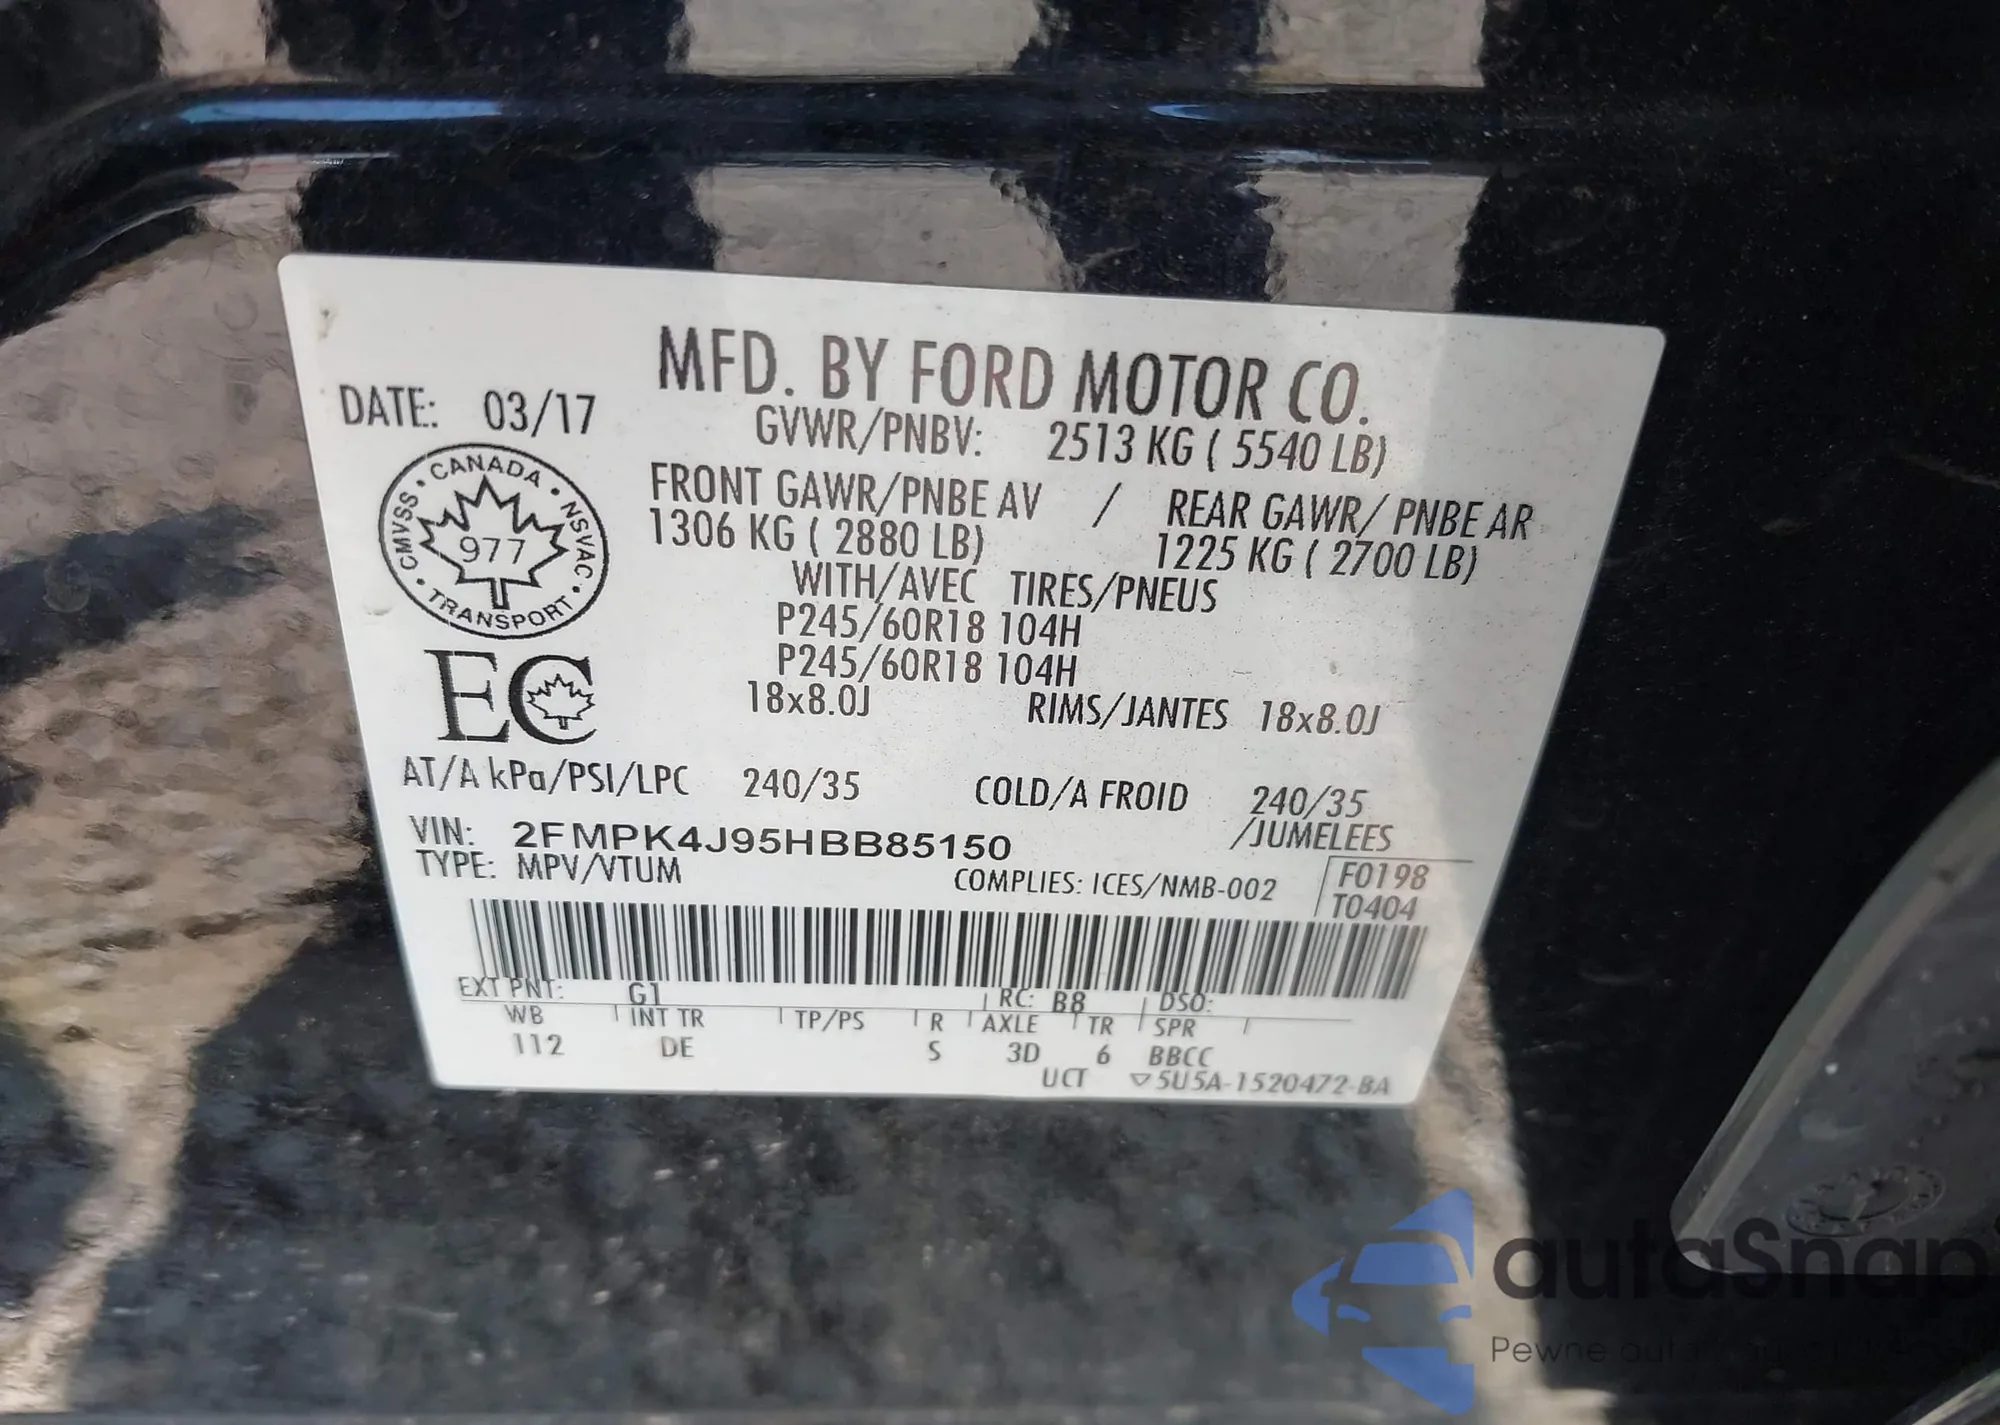 MFD. BY FORD MOTOR CO.
DATE: 03/17
GVWR/PNBV: 2513 KG ( 5540 LB)
FRONT GAWR/PNBE AV / REAR GAWR/ PNBE AR
1306 KG ( 2880 LB) 1225 KG ( 2700 LB)
WITH/AVEC TIRES/PNEUS
P245/60R18 104H
P245/60R18 104H
18x8.0J RIMS/JANTES 18x8.0J
CANADA • NSVAC • TRANSPORT • CMVSS •
977
EC
AT/A kPa/PSI/LPC 240/35 COLD/A FROID 240/35
VIN: 2FMPK4J95HBB85150 /JUMELEES
TYPE: MPV/VTUM COMPLIES: ICES/NMB-002 F0198
T0404
EXT PNT: G1 RC: B8 DSO:
WB INT TR TP/PS R AXLE TR SPR
112 DE S 3D 6 BBCC
UCT ▽5U5A-1520472-BA
autaSnap
Pewne auta